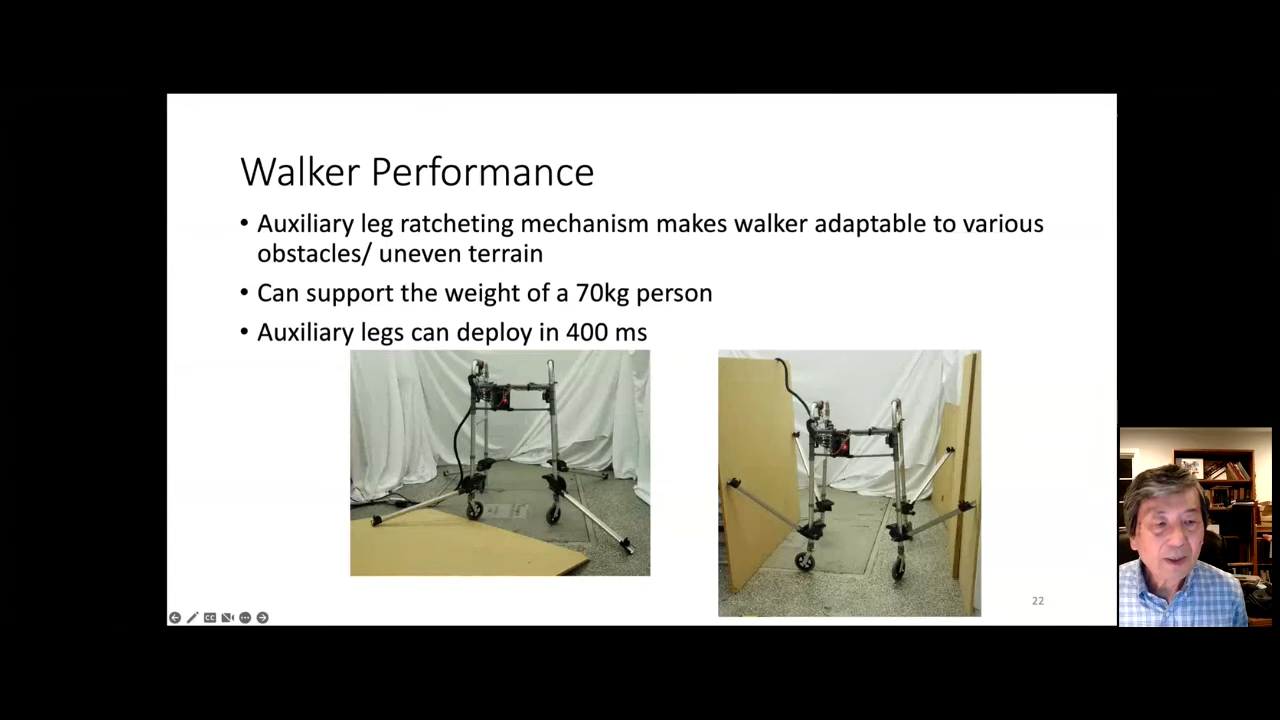 Walker Performance
• Auxiliary leg ratcheting mechanism makes walker adaptable to various
obstacles/ uneven terrain
• Can support the weight of a 70kg person
• Auxiliary legs can deploy in 400 ms
22
CC